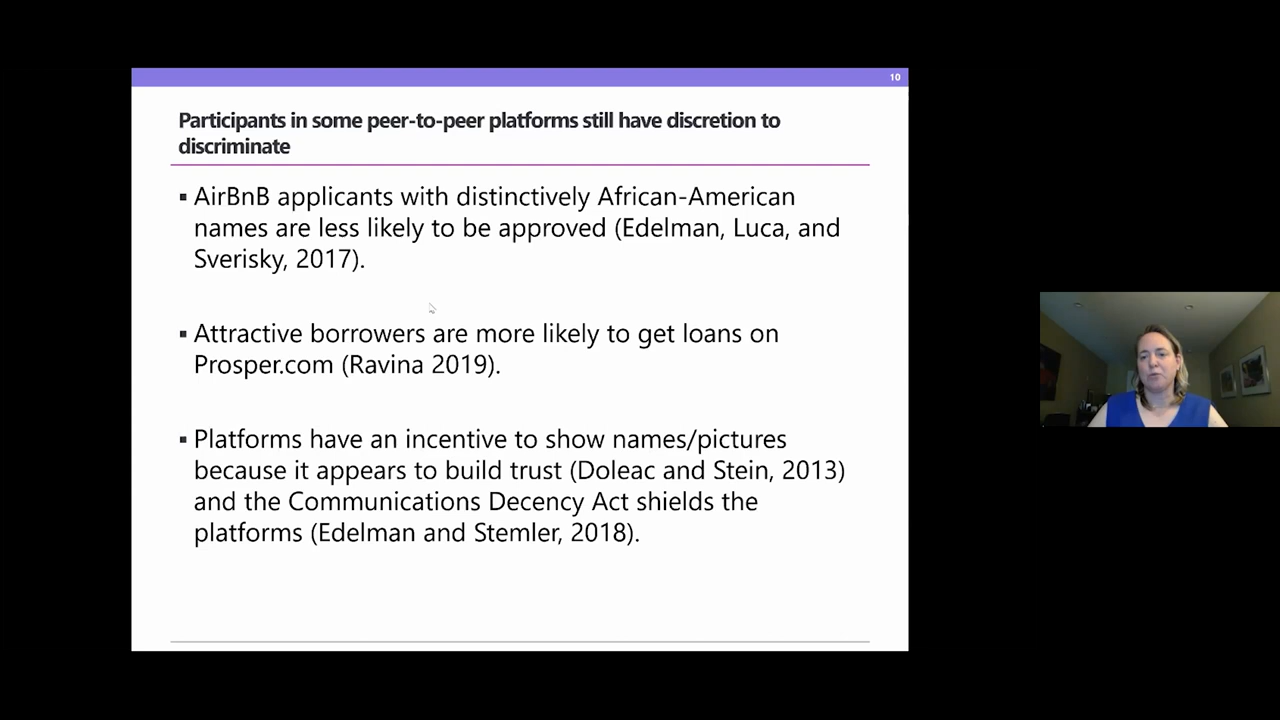 10
Participants in some peer-to-peer platforms still have discretion to
discriminate
▪ AirBnB applicants with distinctively African-American
names are less likely to be approved (Edelman, Luca, and
Sverisky, 2017).
▪ Attractive borrowers are more likely to get loans on
Prosper.com (Ravina 2019).
▪ Platforms have an incentive to show names/pictures
because it appears to build trust (Doleac and Stein, 2013)
and the Communications Decency Act shields the
platforms (Edelman and Stemler, 2018).